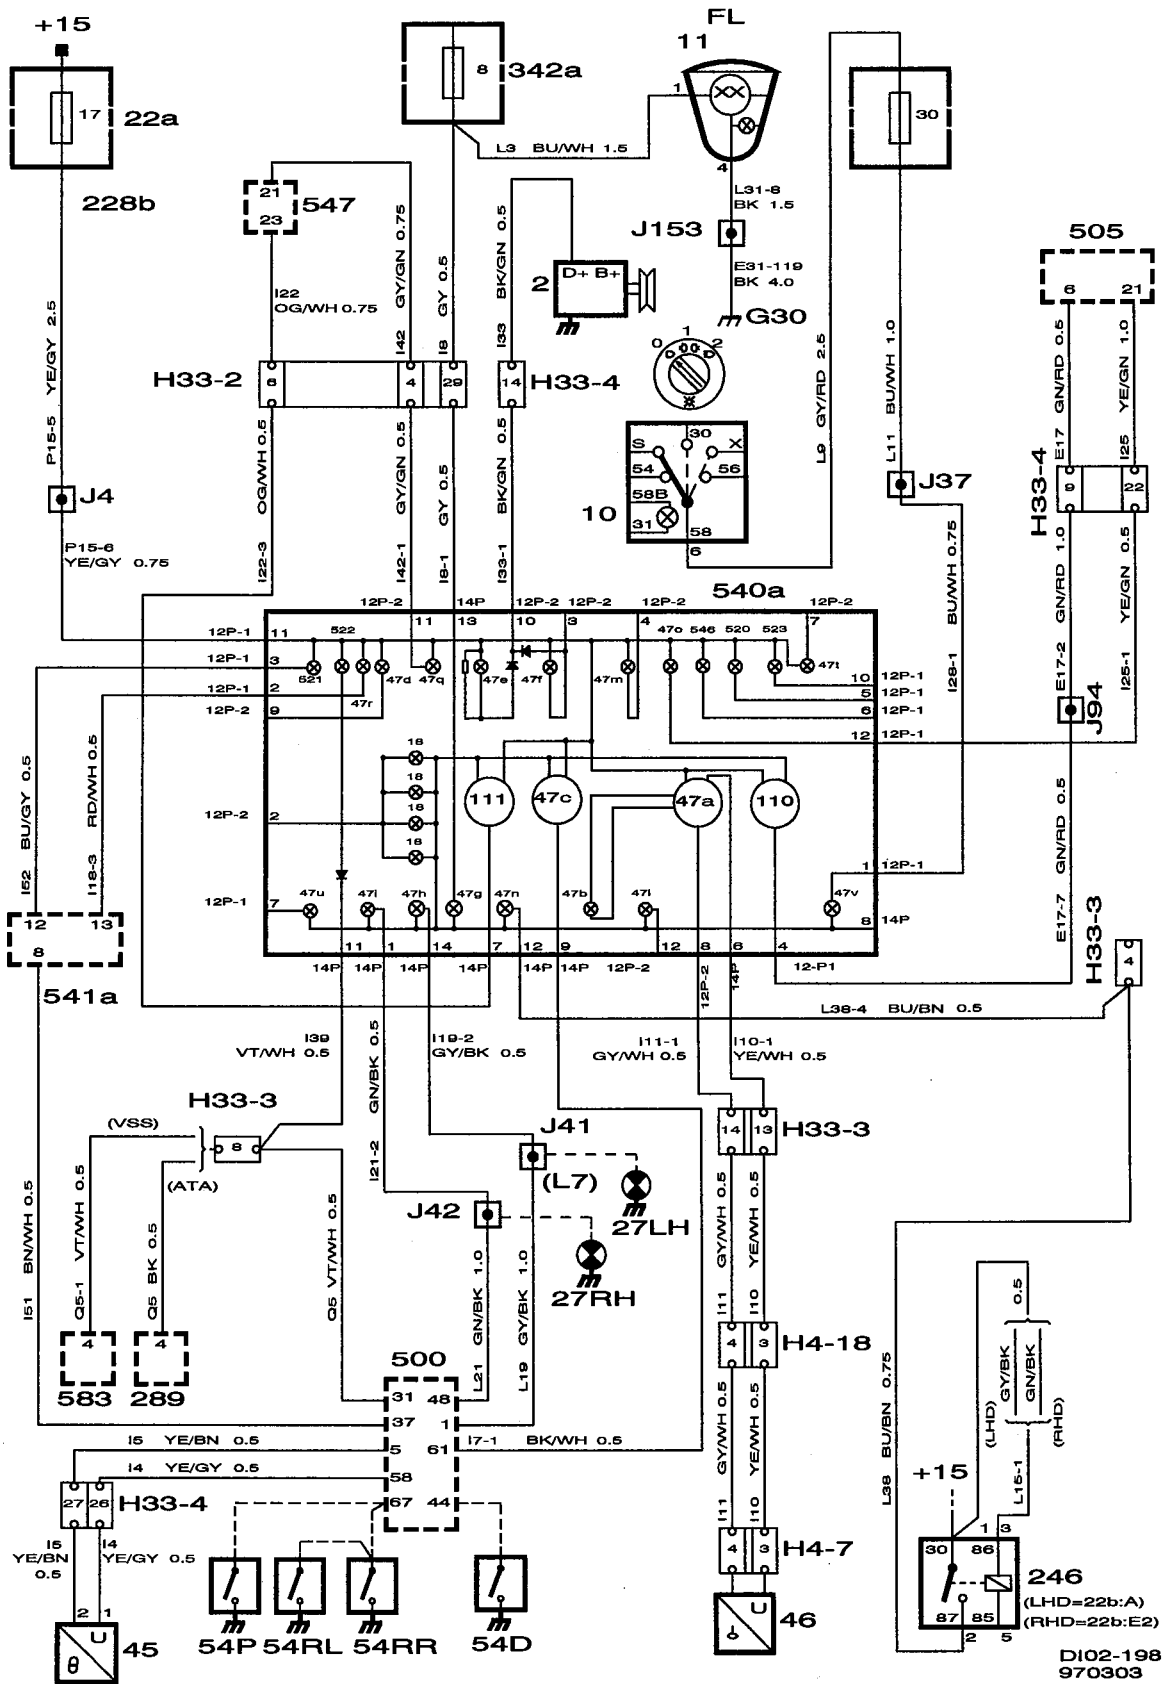 +15
FL
11
17
22a
8
342a
1
XX
30
L3 BU/WH 1.5
4
228b
21
23
547
L31-8
BK 1.5
J153
E31-119
BK 4.0
G30
505
6 21
I22
OG/WH 0.75
I42 GY/GN 0.75
I8 GY 0.5
I33 BK/GN 0.5
2
D+ B+
0 1 2
P15-5 YE/GY 2.5
L9 GY/RD 2.5
L11 BU/WH 1.0
E17 GN/RD 0.5
I25 YE/GN 1.0
H33-2
6 4 29
14
H33-4
S 30 X
54 56
58B
31 58
10
6
J4
J37
H33-4
9 22
P15-6
YE/GY 0.75
I22-3 OG/WH 0.5
I42-1 GY/GN 0.5
I8-1 GY 0.5
I33-1 BK/GN 0.5
I28-1 BU/WH 0.75
E17-2 GN/RD 1.0
I25-1 YE/GN 0.5
540a
12P-2 14P 12P-2 12P-2 12P-2 12P-2
11 13 10 3 4 7
12P-1 11
522
47o 546 520 523
12P-1 3
521 47d 47q 47e 47f 47m 47t
12P-1 2
47r
12P-2 9
10 12P-1
5 12P-1
6 12P-1
12 12P-1
J94
18
18
18
18
111 47c 47a 110
12P-2 2
I52 BU/GY 0.5
I18-3 RD/WH 0.5
E17-7 GN/RD 0.5
1 12P-1
12P-1 7
47u 47l 47h 47g 47n 47b 47i 47v
8 14P
11 1 14 7 12 9 12 8 6 4
14P 14P 14P 14P 14P 14P 12P-2 12P-2 14P 12-P1
12 13
8
541a
H33-3
4
L38-4 BU/BN 0.5
I39
VT/WH 0.5
I21-2 GN/BK 0.5
I19-2
GY/BK 0.5
I11-1
GY/WH 0.5
I10-1
YE/WH 0.5
H33-3
8
(VSS)
(ATA)
J41
(L7)
14 13
H33-3
J42
27LH
27RH
I51 BN/WH 0.5
Q5-1 VT/WH 0.5
Q5 BK 0.5
Q5 VT/WH 0.5
L21 GN/BK 1.0
L19 GY/BK 1.0
I11 GY/WH 0.5
I10 YE/WH 0.5
4 3
H4-18
4
583
4
289
500
31 48
37 1
5 61
58
67 44
I5 YE/BN 0.5
I4 YE/GY 0.5
I7-1 BK/WH 0.5
I11 GY/WH 0.5
I10 YE/WH 0.5
L38 BU/BN 0.75
0.5
GY/BK
GN/BK
(LHD)
(RHD)
L15-1
+15
27 26
H33-4
I5
YE/BN
0.5
I4
YE/GY 0.5
2 1
U
θ
45
54P 54RL 54RR 54D
4 3
H4-7
U
46
1 3
30 86
87 85
2 5
246
(LHD=22b:A)
(RHD=22b:E2)
DI02-198
970303